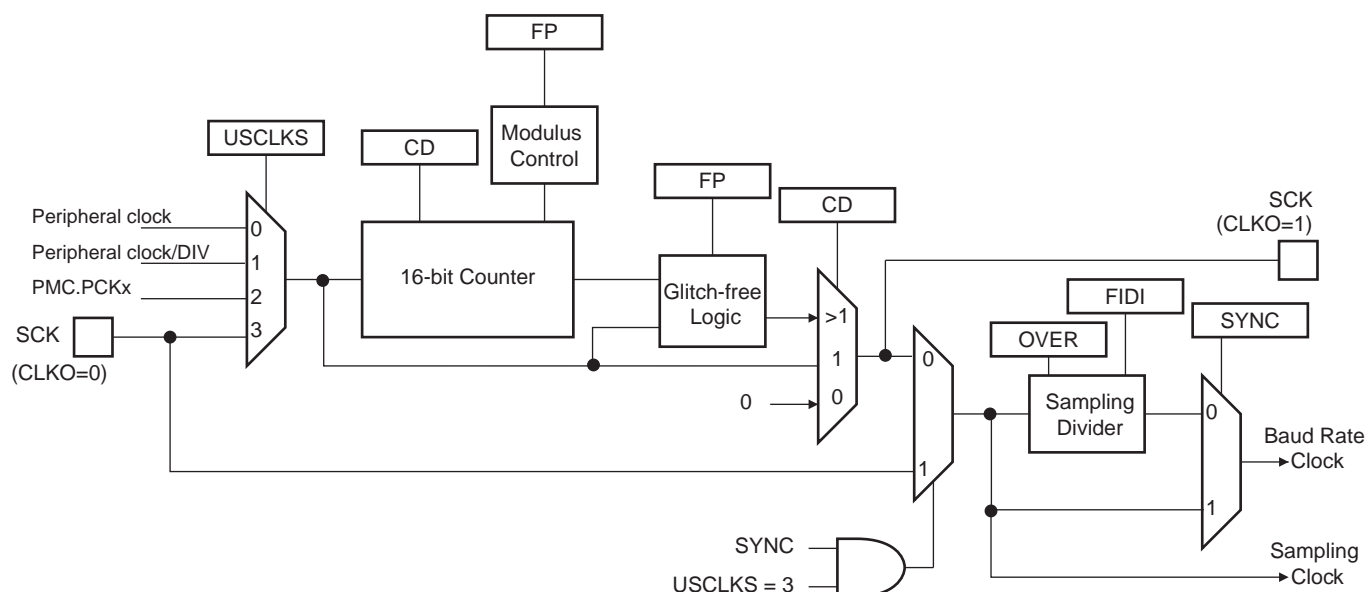 FP
USCLKS
CD
Modulus
Control
FP
CD
SCK
(CLKO=1)
Peripheral clock
0
Peripheral clock/DIV
1
16-bit Counter
PMC.PCKx
2
Glitch-free
Logic
>1
FIDI
SCK
3
OVER
SYNC
(CLKO=0)
1
0
0
0
Sampling
Divider
0
Baud Rate
Clock
1
1
SYNC
USCLKS = 3
Sampling
Clock